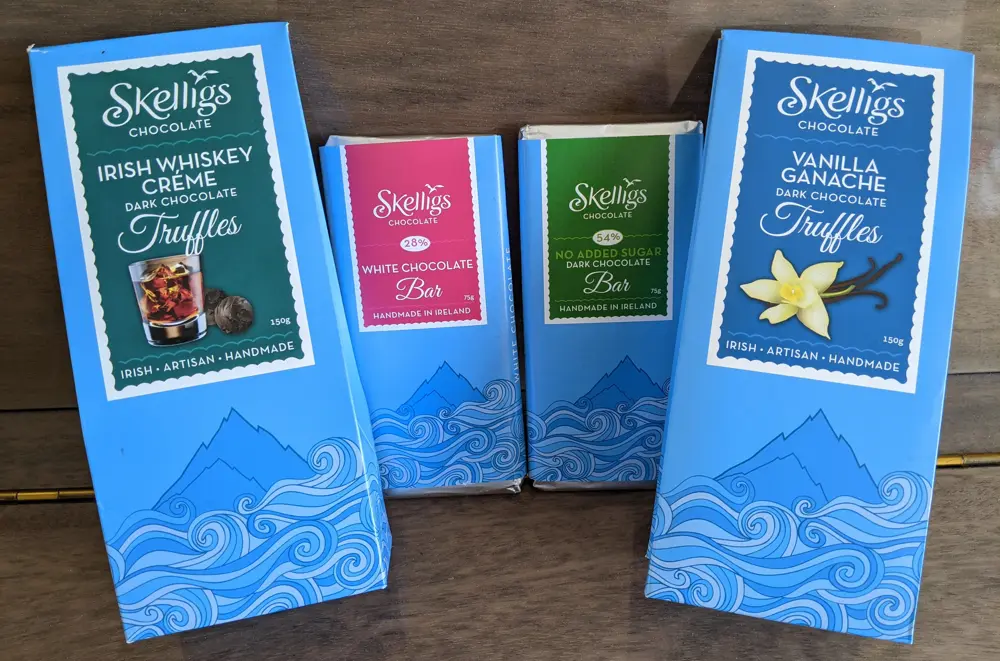 Skelligs
CHOCOLATE
IRISH WHISKEY
CRÉME
DARK CHOCOLATE
Truffles
150g
IRISH • ARTISAN • HANDMADE
Skelligs
CHOCOLATE
28%
WHITE CHOCOLATE
Bar
75g
HANDMADE IN IRELAND
WHITE CHOCOLATE
Skelligs
CHOCOLATE
54%
NO ADDED SUGAR
DARK CHOCOLATE
Bar
75g
HANDMADE IN IRELAND
Skelligs
CHOCOLATE
VANILLA
GANACHE
DARK CHOCOLATE
Truffles
150g
IRISH • ARTISAN • HANDMADE